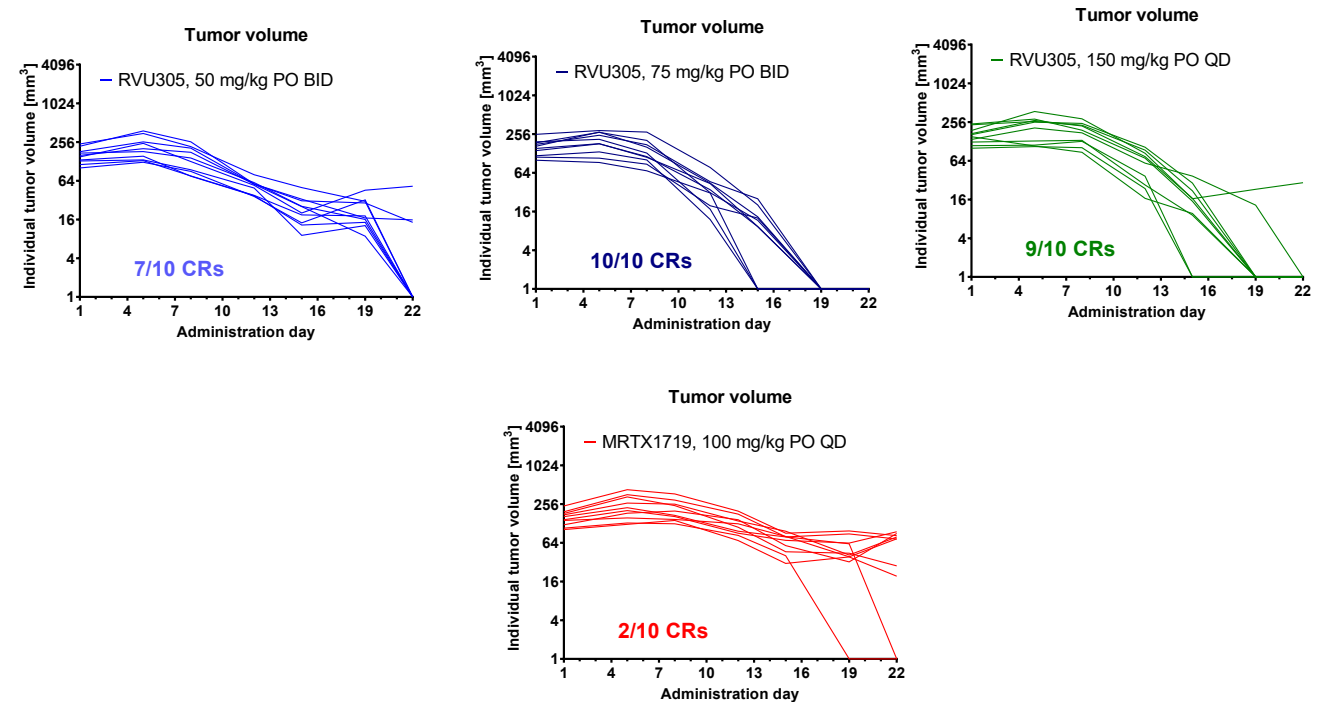 Tumor volume
Individual tumor volume [mm³]
4096
1024
256
64
16
4
1
RVU305, 50 mg/kg PO BID
7/10 CRs
1 4 7 10 13 16 19 22
Administration day
Tumor volume
Individual tumor volume [mm³]
4096
1024
256
64
16
4
1
RVU305, 75 mg/kg PO BID
10/10 CRs
1 4 7 10 13 16 19 22
Administration day
Tumor volume
Individual tumor volume [mm³]
4096
1024
256
64
16
4
1
RVU305, 150 mg/kg PO QD
9/10 CRs
1 4 7 10 13 16 19 22
Administration day
Tumor volume
Individual tumor volume [mm³]
4096
1024
256
64
16
4
1
MRTX1719, 100 mg/kg PO QD
2/10 CRs
1 4 7 10 13 16 19 22
Administration day